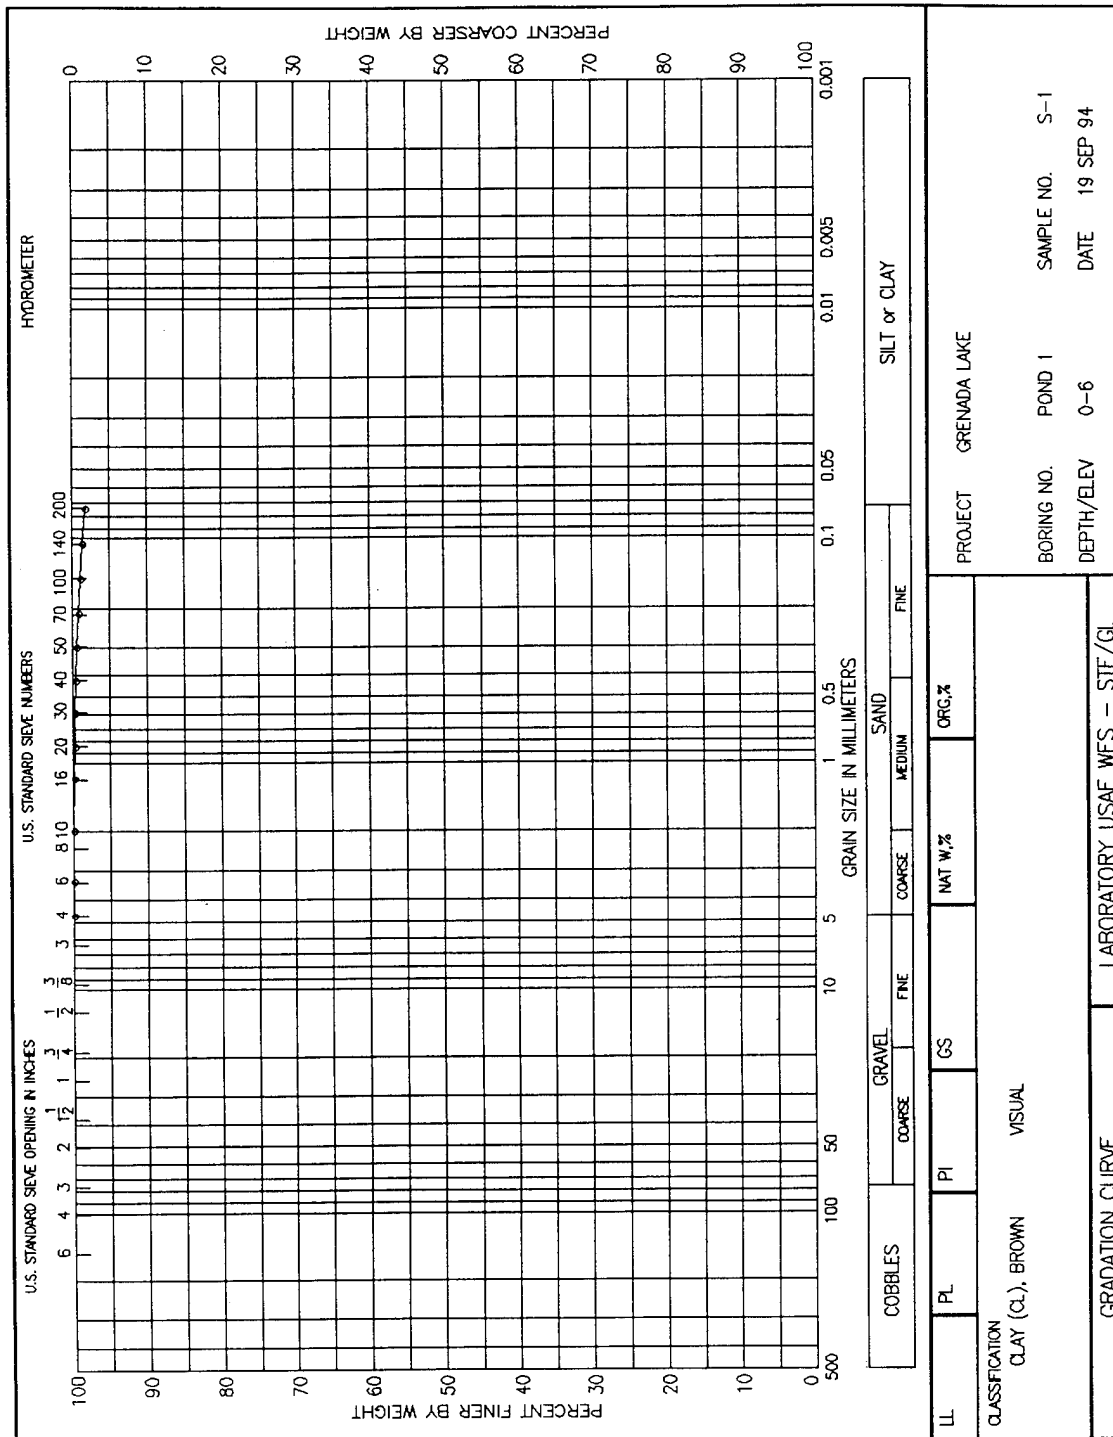 U.S. STANDARD SIEVE OPENING IN INCHES
U.S. STANDARD SIEVE NUMBERS
HYDROMETER
6 4 3 2 1 1/2 1 3/4 1/2 3/8 3 4 6 8 10 16 20 30 40 50 70 100 140 200
PERCENT FINER BY WEIGHT
100
90
80
70
60
50
40
30
20
10
0
PERCENT COARSER BY WEIGHT
0
10
20
30
40
50
60
70
80
90
100
500 100 50 10 5 1 0.5 0.1 0.05 0.01 0.005 0.001
GRAIN SIZE IN MILLIMETERS
COBBLES
GRAVEL
COARSE
FINE
SAND
COARSE
MEDIUM
FINE
SILT or CLAY
LL
PL
PI
GS
NAT W,%
ORG,%
CLASSIFICATION
CLAY (CL), BROWN VISUAL
PROJECT GRENADA LAKE
BORING NO. POND 1 SAMPLE NO. S-1
DEPTH/ELEV 0-6 DATE 19 SEP 94
GRADATION CURVE
LABORATORY USAE WES - STF/GL